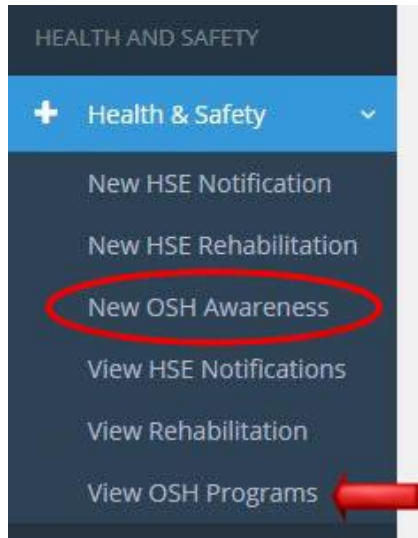 HEALTH AND SAFETY
Health & Safety
New HSE Notification
New HSE Rehabilitation
New OSH Awareness
View HSE Notifications
View Rehabilitation
View OSH Programs